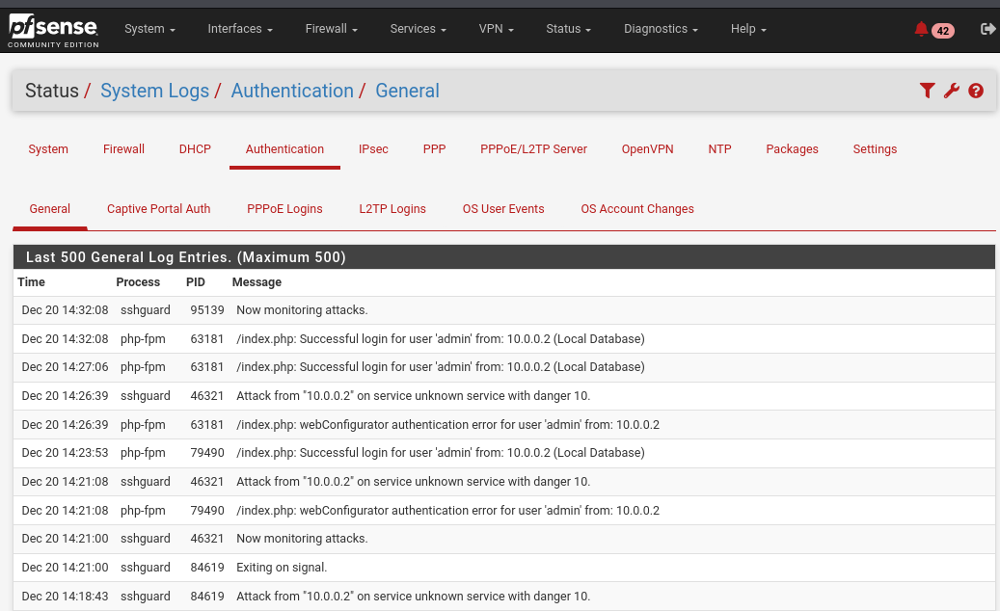 pfsense
COMMUNITY EDITION
System Interfaces Firewall Services VPN Status Diagnostics Help 42
Status / System Logs / Authentication / General
System Firewall DHCP Authentication IPsec PPP PPPoE/L2TP Server OpenVPN NTP Packages Settings
General Captive Portal Auth PPPoE Logins L2TP Logins OS User Events OS Account Changes
Last 500 General Log Entries. (Maximum 500)
Time Process PID Message
Dec 20 14:32:08 sshguard 95139 Now monitoring attacks.
Dec 20 14:32:08 php-fpm 63181 /index.php: Successful login for user 'admin' from: 10.0.0.2 (Local Database)
Dec 20 14:27:06 php-fpm 63181 /index.php: Successful login for user 'admin' from: 10.0.0.2 (Local Database)
Dec 20 14:26:39 sshguard 46321 Attack from "10.0.0.2" on service unknown service with danger 10.
Dec 20 14:26:39 php-fpm 63181 /index.php: webConfigurator authentication error for user 'admin' from: 10.0.0.2
Dec 20 14:23:53 php-fpm 79490 /index.php: Successful login for user 'admin' from: 10.0.0.2 (Local Database)
Dec 20 14:21:08 sshguard 46321 Attack from "10.0.0.2" on service unknown service with danger 10.
Dec 20 14:21:08 php-fpm 79490 /index.php: webConfigurator authentication error for user 'admin' from: 10.0.0.2
Dec 20 14:21:00 sshguard 46321 Now monitoring attacks.
Dec 20 14:21:00 sshguard 84619 Exiting on signal.
Dec 20 14:18:43 sshguard 84619 Attack from "10.0.0.2" on service unknown service with danger 10.